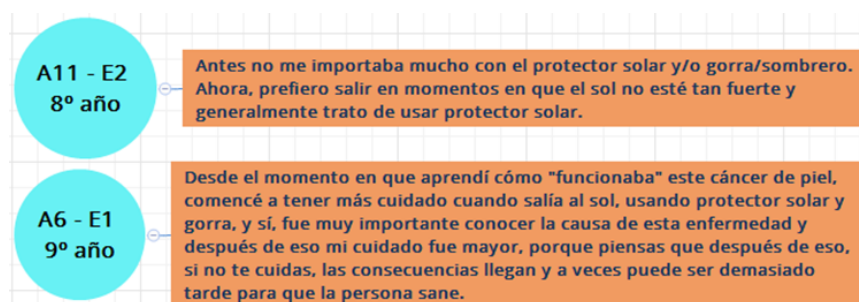 A11 - E2
8º año
Antes no me importaba mucho con el protector solar y/o gorra/sombrero.
Ahora, prefiero salir en momentos en que el sol no esté tan fuerte y
generalmente trato de usar protector solar.
A6 - E1
9º año
Desde el momento en que aprendí cómo "funcionaba" este cáncer de piel,
comencé a tener más cuidado cuando salía al sol, usando protector solar y
gorra, y sí, fue muy importante conocer la causa de esta enfermedad y
después de eso mi cuidado fue mayor, porque piensas que después de eso,
si no te cuidas, las consecuencias llegan y a veces puede ser demasiado
tarde para que la persona sane.